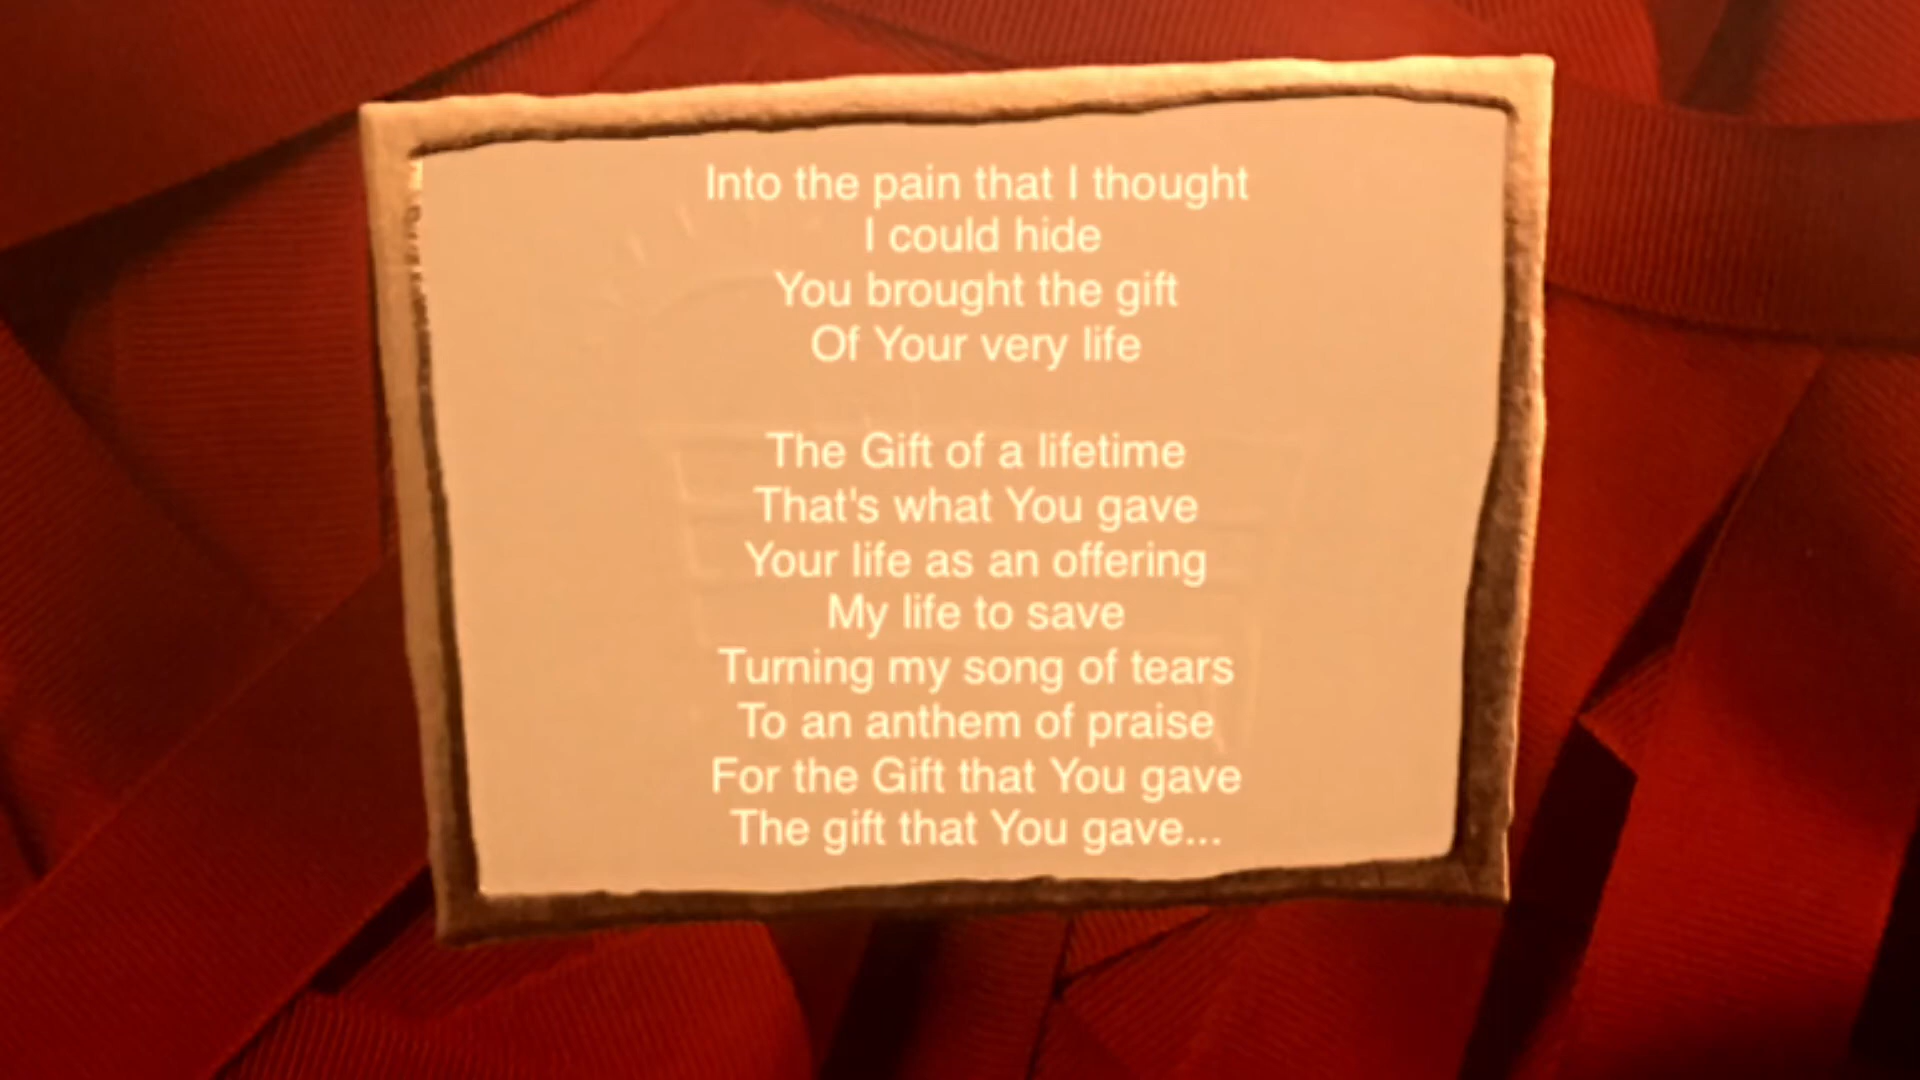 Into the pain that I thought
I could hide
You brought the gift
Of Your very life
The Gift of a lifetime
That's what You gave
Your life as an offering
My life to save
Turning my song of tears
To an anthem of praise
For the Gift that You gave
The gift that You gave...